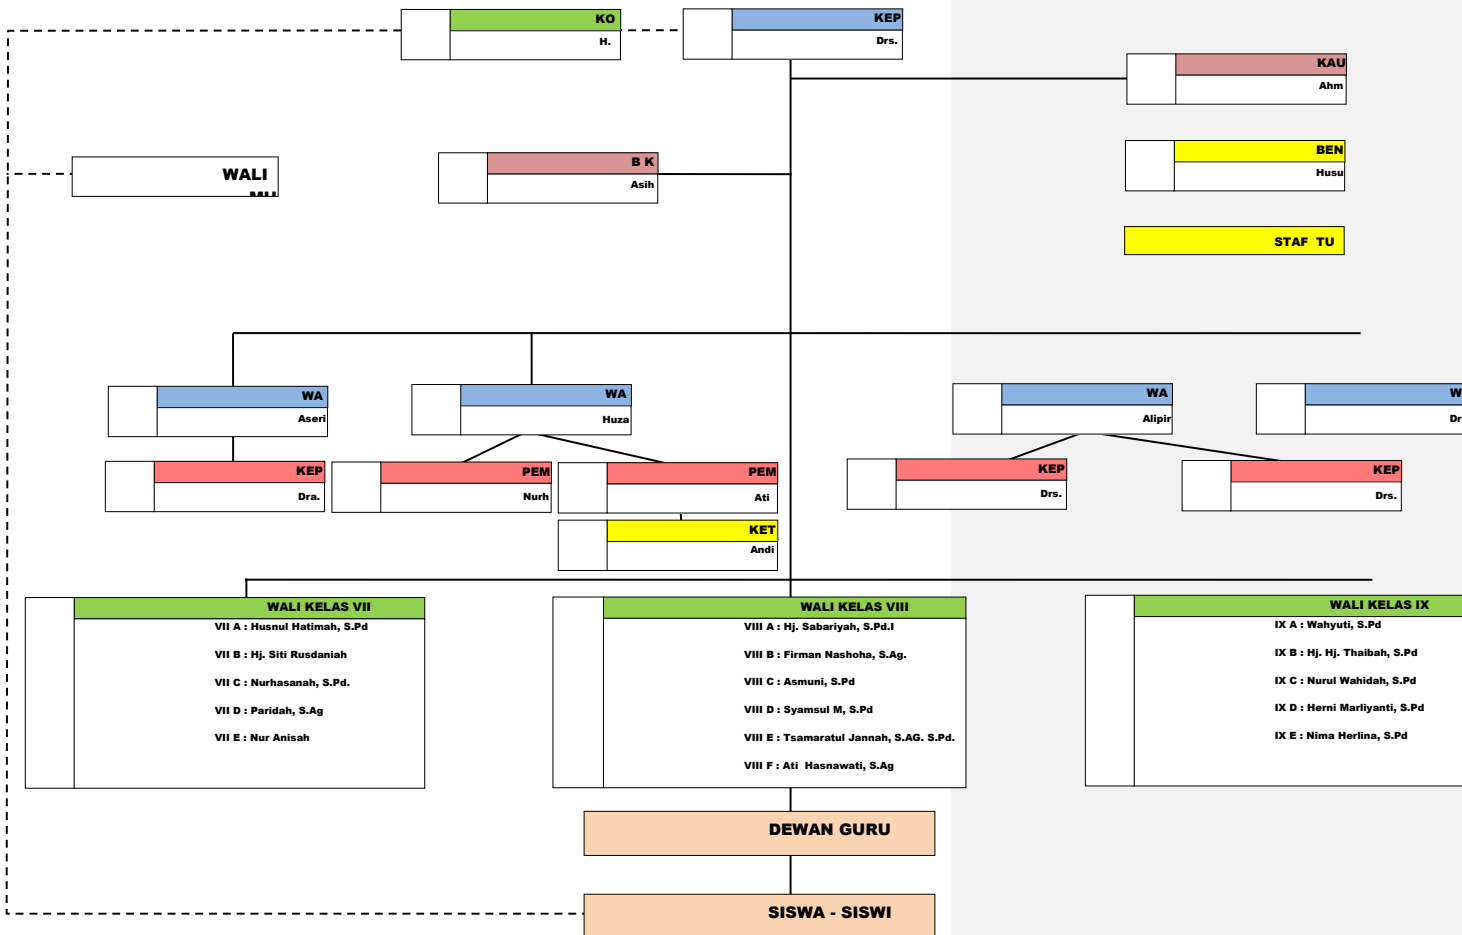 KO
H.
KEP
Drs.
KAU
Ahm
WALI
B K
Asih
BEN
Husu
STAF TU
WA
Aseri
WA
Huza
WA
Alipir
W
Dr
KEP
Dra.
PEM
Nurh
PEM
Ati
KEP
Drs.
KEP
Drs.
KET
Andi
WALI KELAS VII
VII A : Husnul Hatimah, S.Pd
VII B : Hj. Siti Rusdaniah
VII C : Nurhasanah, S.Pd.
VII D : Paridah, S.Ag
VII E : Nur Anisah
WALI KELAS VIII
VIII A : Hj. Sabariyah, S.Pd.I
VIII B : Firman Nashoha, S.Ag.
VIII C : Asmuni, S.Pd
VIII D : Syamsul M, S.Pd
VIII E : Tsamaratul Jannah, S.AG. S.Pd.
VIII F : Ati Hasnawati, S.Ag
WALI KELAS IX
IX A : Wahyuti, S.Pd
IX B : Hj. Hj. Thaibah, S.Pd
IX C : Nurul Wahidah, S.Pd
IX D : Herni Marliyanti, S.Pd
IX E : Nima Herlina, S.Pd
DEWAN GURU
SISWA - SISWI